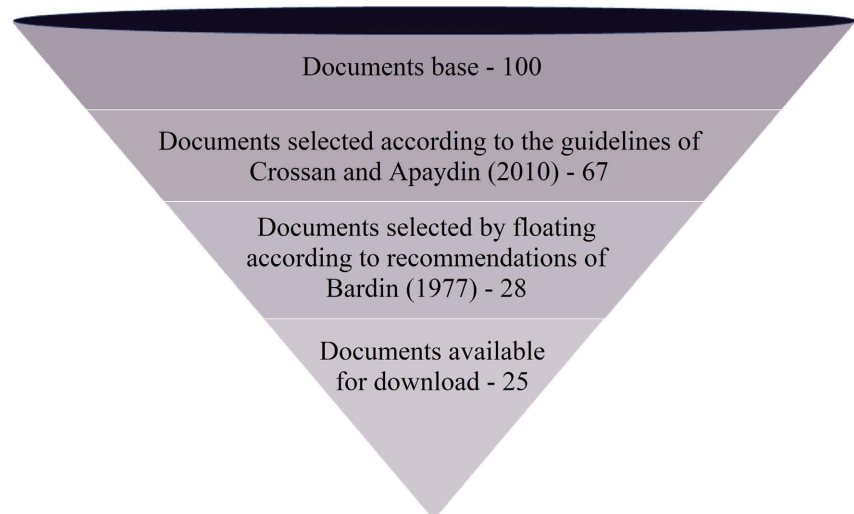 Documents base - 100
Documents selected according to the guidelines of
Crossan and Apaydin (2010) - 67
Documents selected by floating
according to recommendations of
Bardin (1977) - 28
Documents available
for download - 25